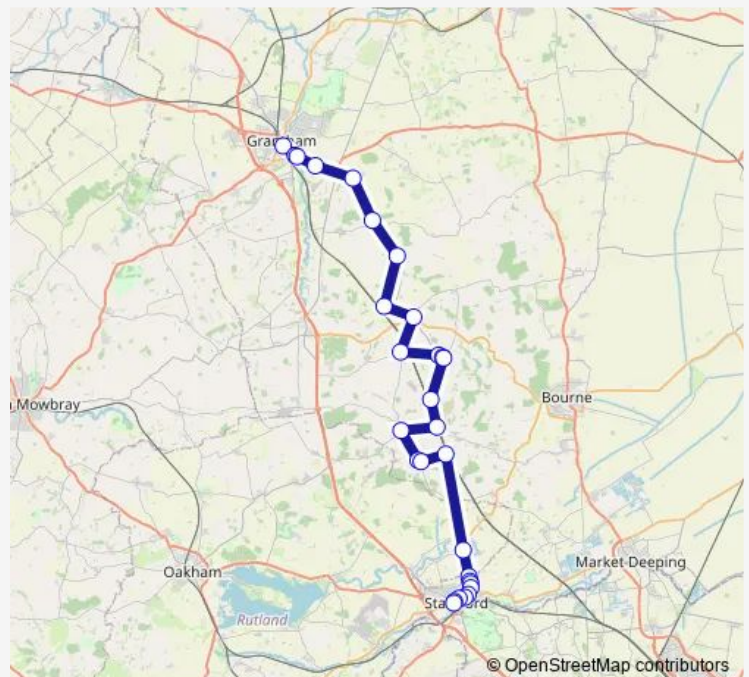 Grantham
n Mowbray
Bourne
Oakham
Market Deeping
Rutland
Stamford
© OpenStreetMap contributors